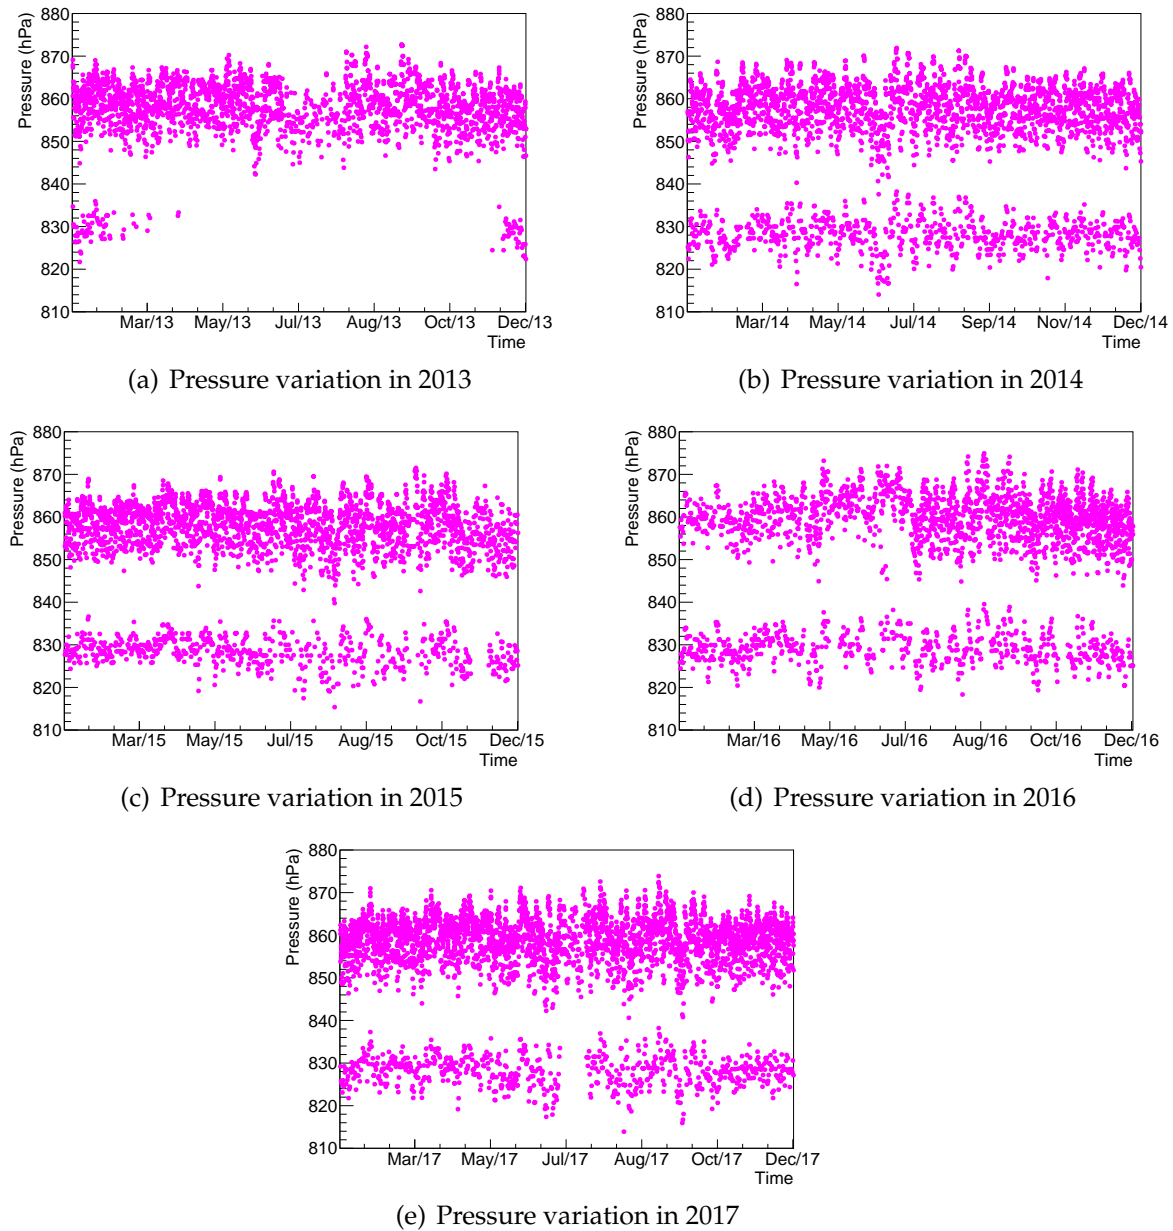 880
870
860
850
840
830
820
810
Pressure (hPa)
Mar/13 May/13 Jul/13 Aug/13 Oct/13 Dec/13
Time
(a) Pressure variation in 2013
880
870
860
850
840
830
820
810
Pressure (hPa)
Mar/14 May/14 Jul/14 Sep/14 Nov/14 Dec/14
Time
(b) Pressure variation in 2014
880
870
860
850
840
830
820
810
Pressure (hPa)
Mar/15 May/15 Jul/15 Aug/15 Oct/15 Dec/15
Time
(c) Pressure variation in 2015
880
870
860
850
840
830
820
810
Pressure (hPa)
Mar/16 May/16 Jul/16 Aug/16 Oct/16 Dec/16
Time
(d) Pressure variation in 2016
880
870
860
850
840
830
820
810
Pressure (hPa)
Mar/17 May/17 Jul/17 Aug/17 Oct/17 Dec/17
Time
(e) Pressure variation in 2017